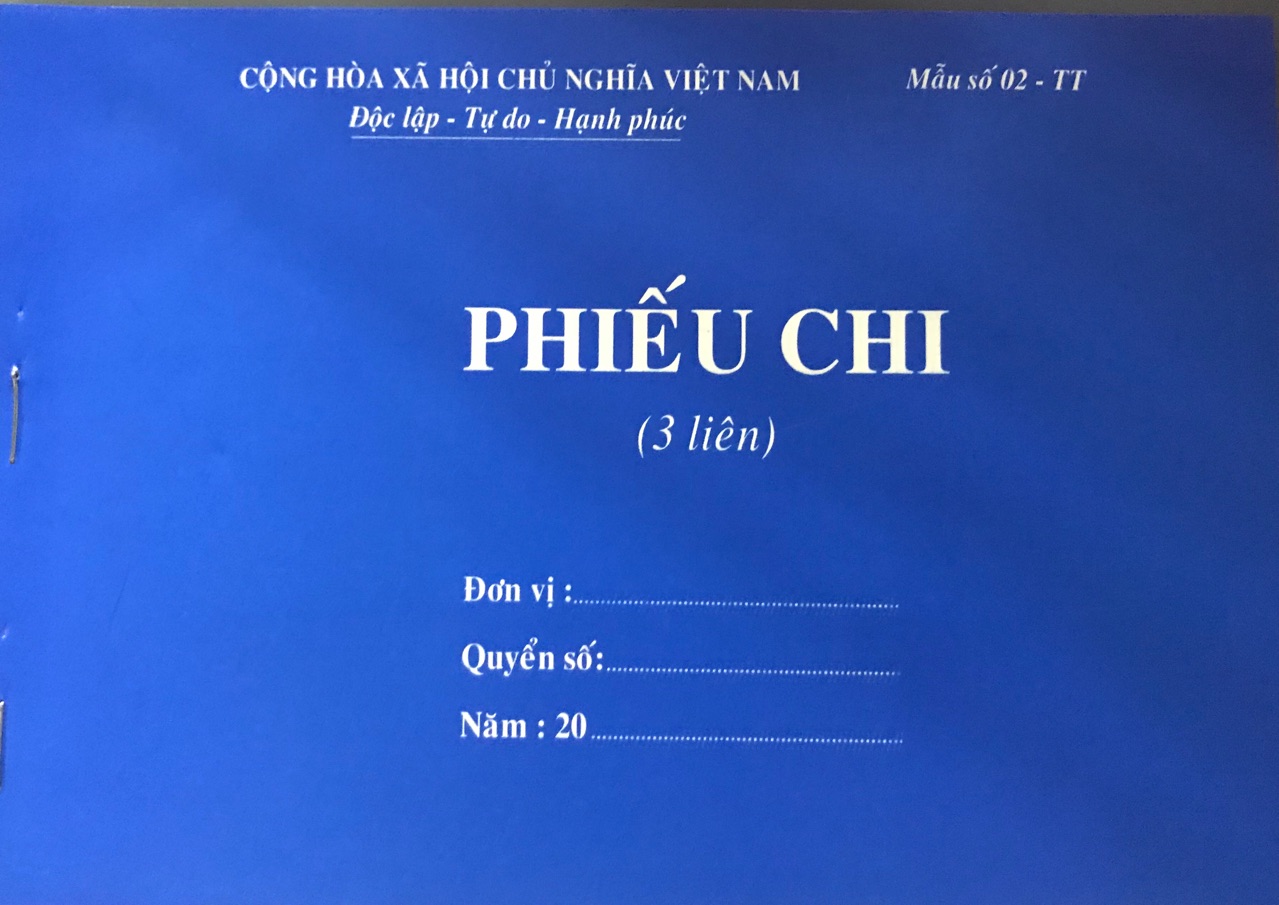 CỘNG HÒA XÃ HỘI CHỦ NGHĨA VIỆT NAM Mẫu số 02 - TT
Độc lập - Tự do - Hạnh phúc
PHIẾU CHI
(3 liên)
Đơn vị :
Quyển số:
Năm : 20